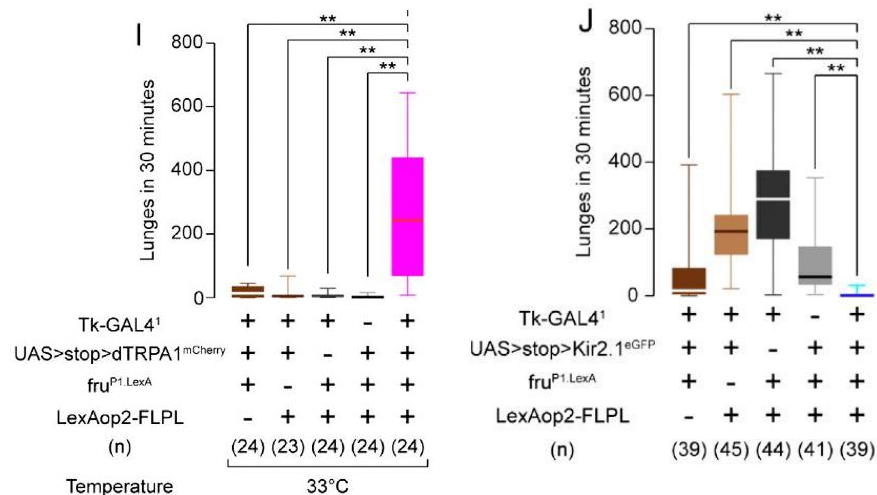 I
**
**
**
**
Lunges in 30 minutes
800
600
400
200
0
Tk-GAL4¹ + + + - +
UAS>stop>dTRPA1ᵐᶜʰᵉʳʳʸ + + - + +
fruᴾ¹·ᴸᵉˣᴬ + - + + +
LexAop2-FLPL - + + + +
(n) (24) (23) (24) (24) (24)
Temperature 33°C
J
**
**
**
**
Lunges in 30 minutes
800
600
400
200
0
Tk-GAL4¹ + + + - +
UAS>stop>Kir2.1ᵉᴳᶠᴾ + + - + +
fruᴾ¹·ᴸᵉˣᴬ + - + + +
LexAop2-FLPL - + + + +
(n) (39) (45) (44) (41) (39)